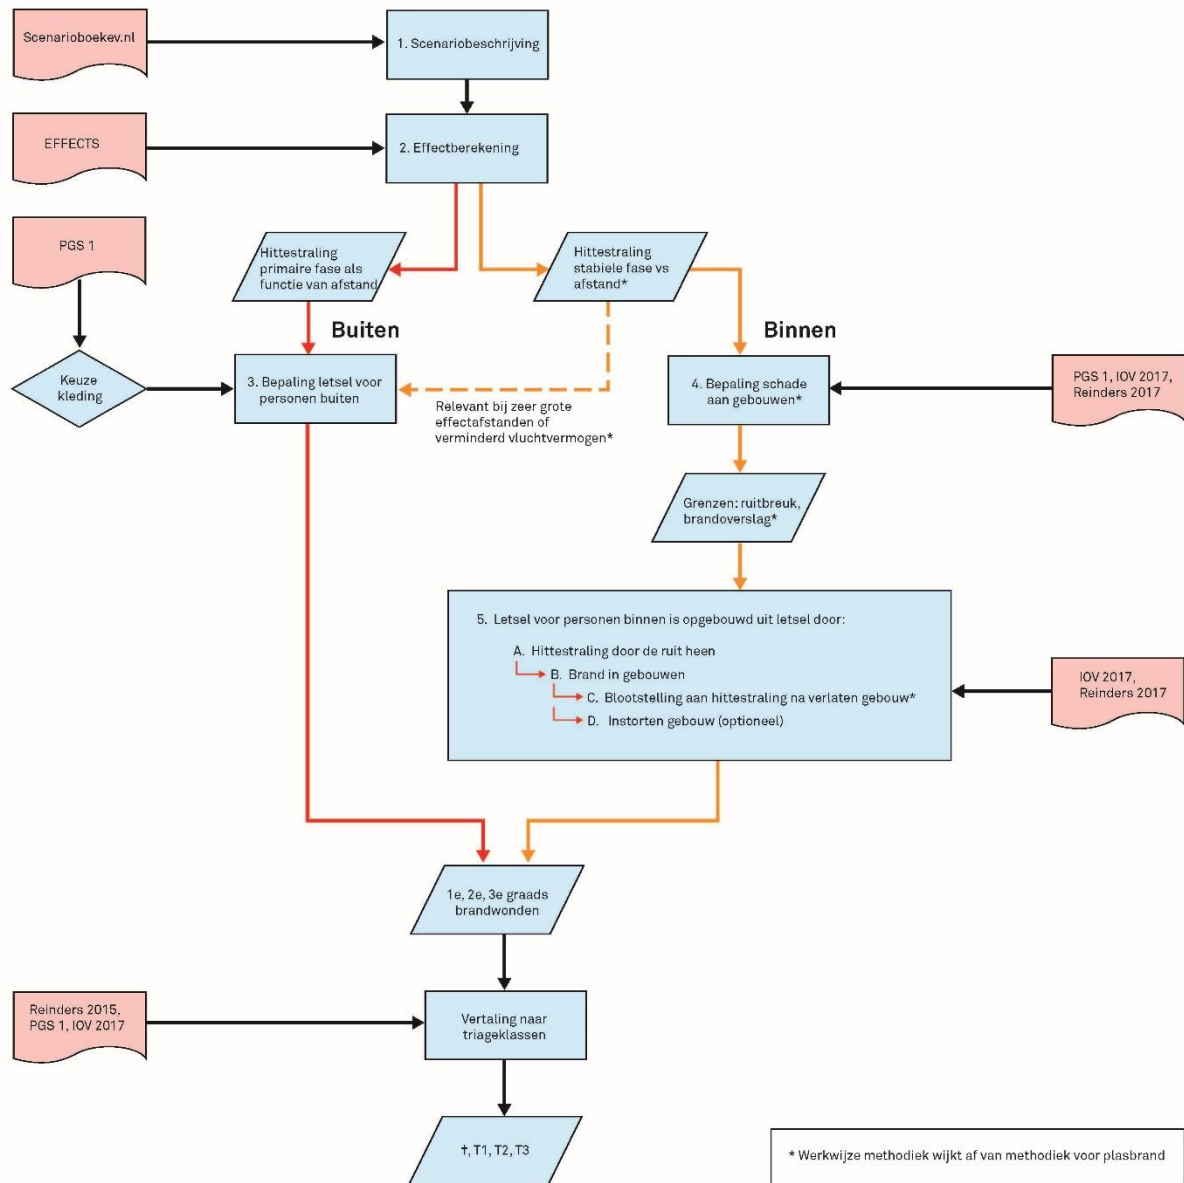 Scenarioboekev.nl
1. Scenariobeschrijving
EFFECTS
2. Effectberekening
PGS 1
Hittestraling
primaire fase als
functie van afstand
Hittestraling
stabiele fase vs
afstand*
Buiten
Binnen
Keuze
kleding
3. Bepaling letsel voor
personen buiten
Relevant bij zeer grote
effectafstanden of
verminderd vluchtvermogen*
4. Bepaling schade
aan gebouwen*
PGS 1, IOV 2017,
Reinders 2017
Grenzen: ruitbreuk,
brandoverslag*
5. Letsel voor personen binnen is opgebouwd uit letsel door:
A. Hittestraling door de ruit heen
B. Brand in gebouwen
C. Blootstelling aan hittestraling na verlaten gebouw*
D. Instorten gebouw (optioneel)
IOV 2017,
Reinders 2017
1e, 2e, 3e graads
brandwonden
Reinders 2015,
PGS 1, IOV 2017
Vertaling naar
triageklassen
†, T1, T2, T3
* Werkwijze methodiek wijkt af van methodiek voor plasbrand